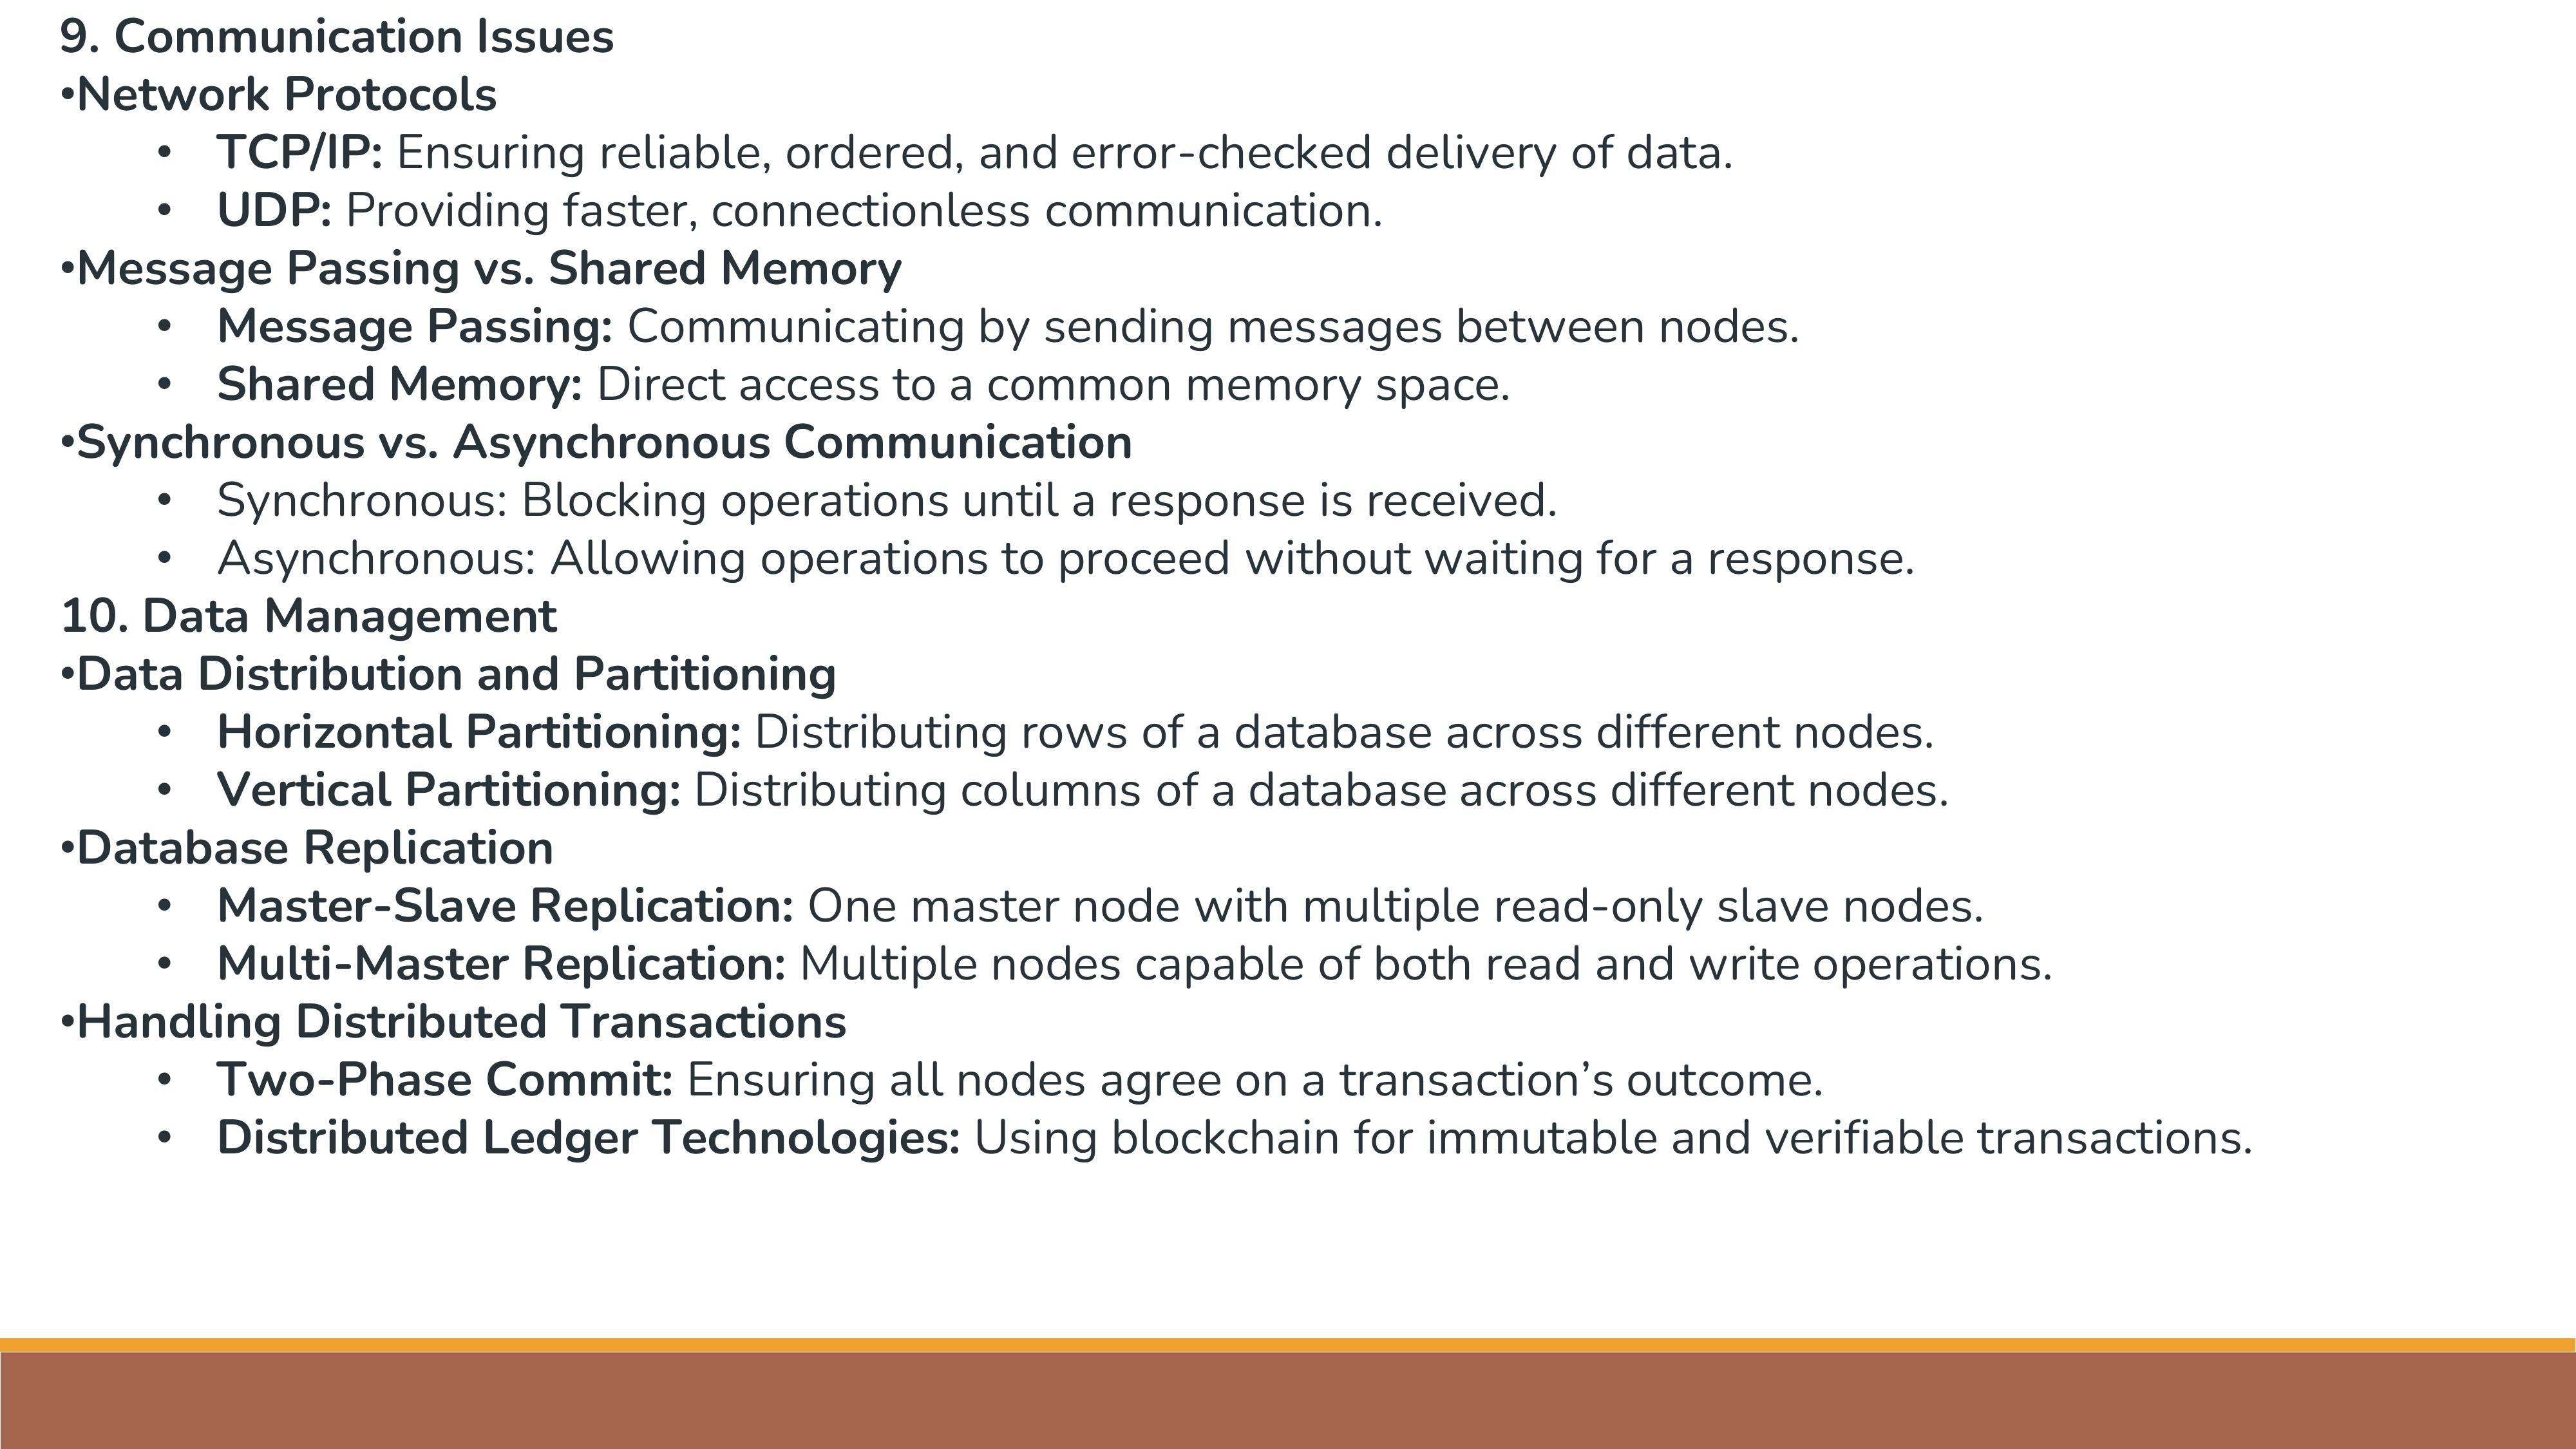 9. Communication Issues
•Network Protocols
• TCP/IP: Ensuring reliable, ordered, and error-checked delivery of data.
• UDP: Providing faster, connectionless communication.
•Message Passing vs. Shared Memory
• Message Passing: Communicating by sending messages between nodes.
• Shared Memory: Direct access to a common memory space.
•Synchronous vs. Asynchronous Communication
• Synchronous: Blocking operations until a response is received.
• Asynchronous: Allowing operations to proceed without waiting for a response.
10. Data Management
•Data Distribution and Partitioning
• Horizontal Partitioning: Distributing rows of a database across different nodes.
• Vertical Partitioning: Distributing columns of a database across different nodes.
•Database Replication
• Master-Slave Replication: One master node with multiple read-only slave nodes.
• Multi-Master Replication: Multiple nodes capable of both read and write operations.
•Handling Distributed Transactions
• Two-Phase Commit: Ensuring all nodes agree on a transaction’s outcome.
• Distributed Ledger Technologies: Using blockchain for immutable and verifiable transactions.